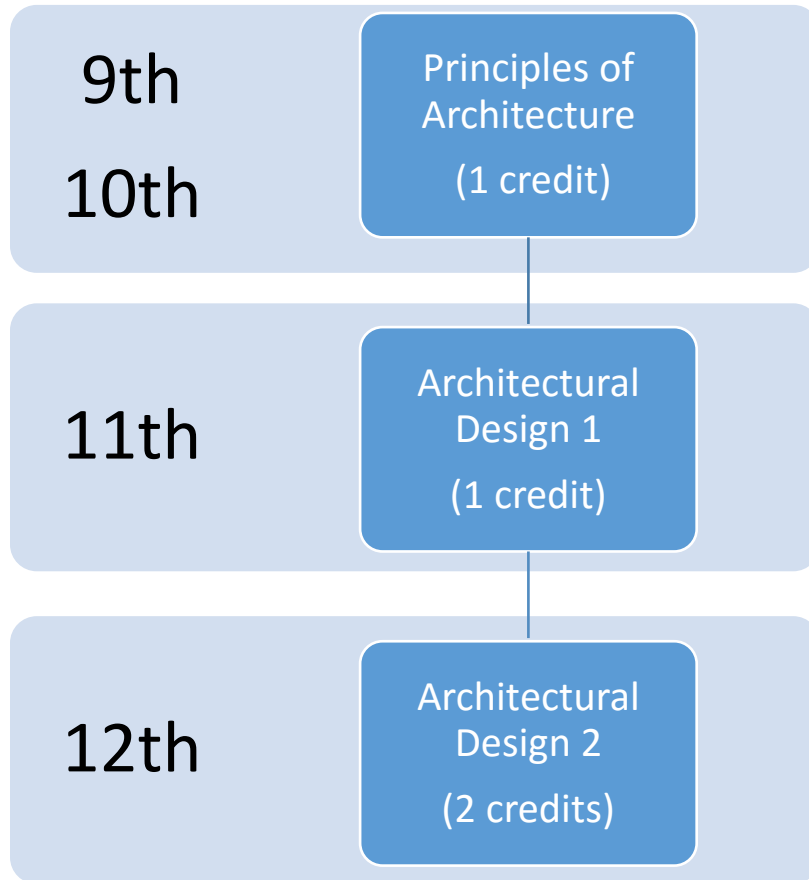 9th
10th
Principles of
Architecture
(1 credit)
11th
Architectural
Design 1
(1 credit)
12th
Architectural
Design 2
(2 credits)